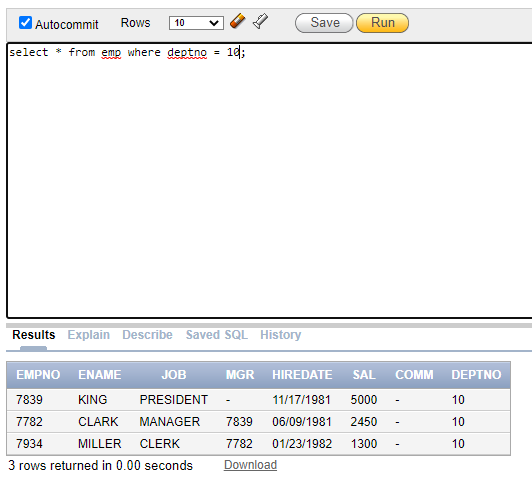 Autocommit Rows 10 Save Run
select * from emp where deptno = 10;
Results Explain Describe Saved SQL History
EMPNO ENAME JOB MGR HIREDATE SAL COMM DEPTNO
7839 KING PRESIDENT - 11/17/1981 5000 - 10
7782 CLARK MANAGER 7839 06/09/1981 2450 - 10
7934 MILLER CLERK 7782 01/23/1982 1300 - 10
3 rows returned in 0.00 seconds Download